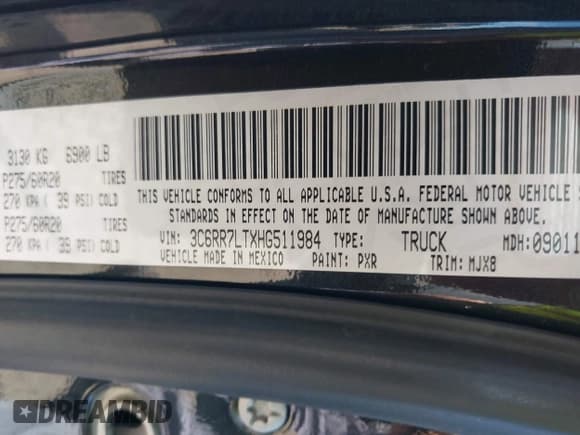 3130 KG 6900 LB
P275/60R20 TIRES
270 KPA ( 39 PSI) COLD
P275/60R20 TIRES
270 KPA ( 39 PSI) COLD
THIS VEHICLE CONFORMS TO ALL APPLICABLE U.S.A. FEDERAL MOTOR VEHICLE
STANDARDS IN EFFECT ON THE DATE OF MANUFACTURE SHOWN ABOVE.
VIN: 3C6RR7LTXHG511984 TYPE: TRUCK MDH:09011
VEHICLE MADE IN MEXICO PAINT: PXR TRIM: MJX8
DREAMBID